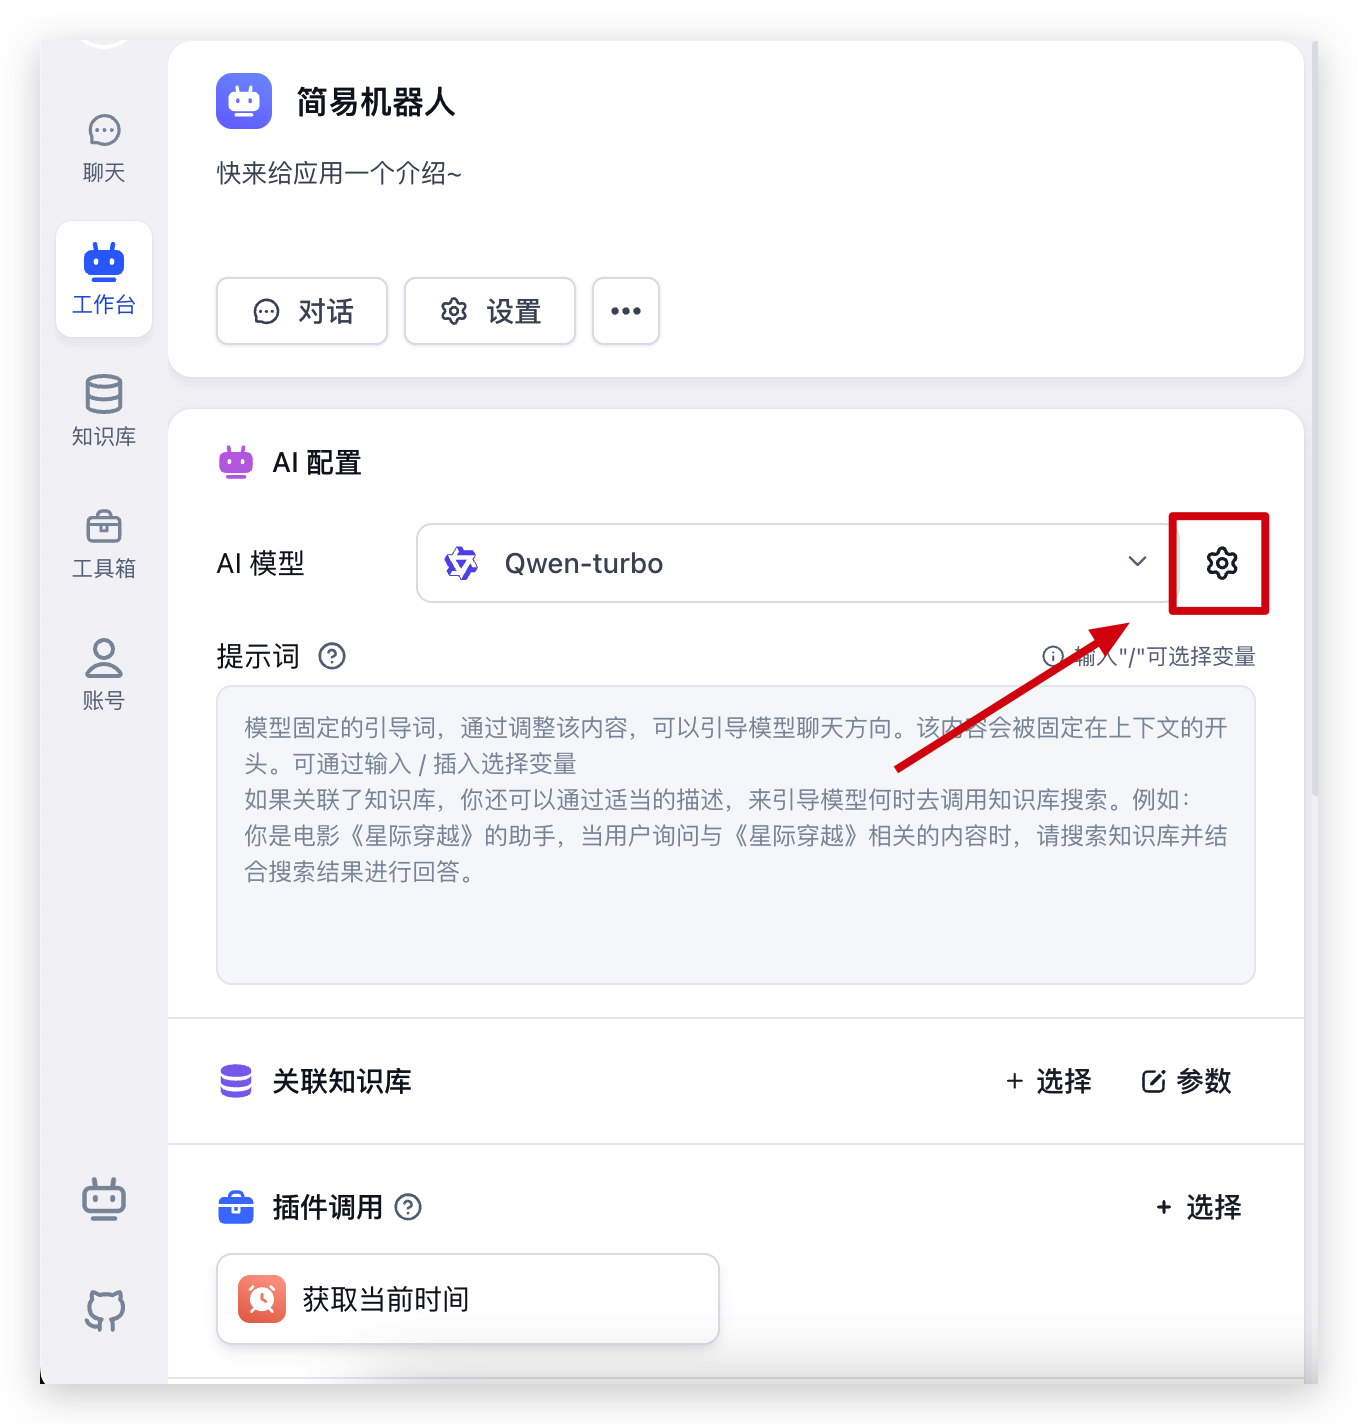 简易机器人
快来给应用一个介绍~
聊天
工作台
知识库
工具箱
账号
对话
设置
AI 配置
AI 模型
Qwen-turbo
提示词
输入"/"可选择变量
模型固定的引导词，通过调整该内容，可以引导模型聊天方向。该内容会被固定在上下文的开
头。可通过输入 / 插入选择变量
如果关联了知识库，你还可以通过适当的描述，来引导模型何时去调用知识库搜索。例如：
你是电影《星际穿越》的助手，当用户询问与《星际穿越》相关的内容时，请搜索知识库并结
合搜索结果进行回答。
关联知识库
+ 选择
参数
插件调用
+ 选择
获取当前时间